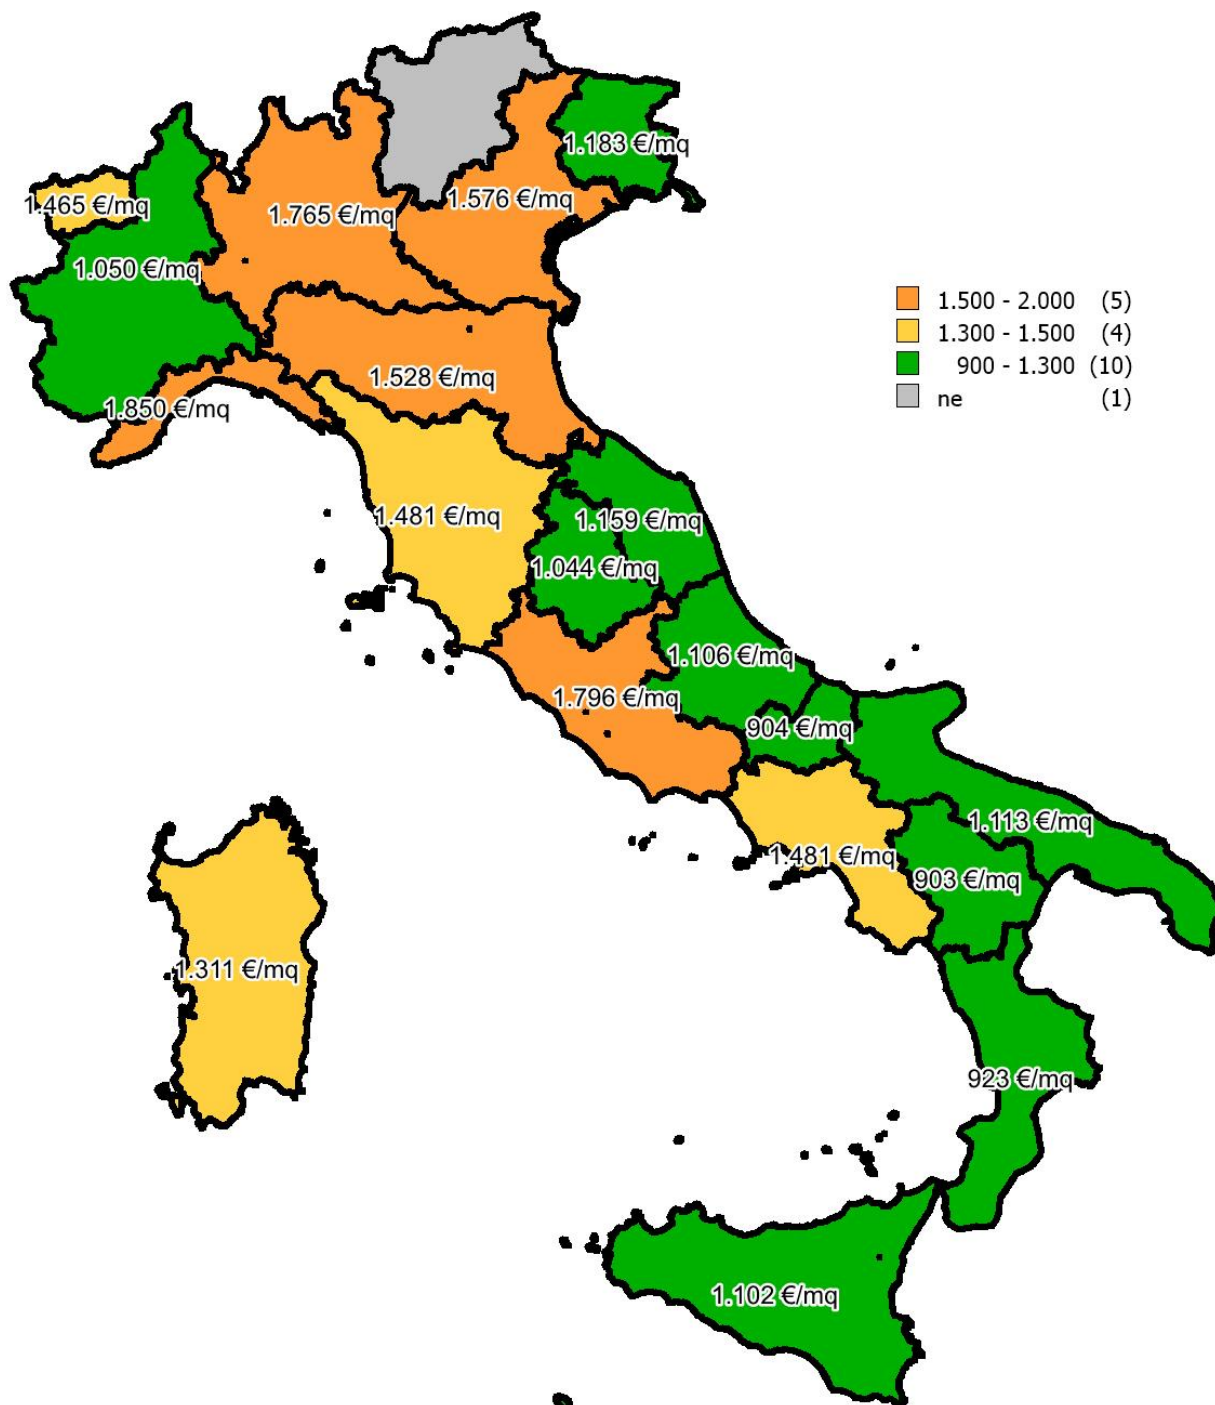 1.183 €/mq
1.465 €/mq
1.765 €/mq
1.576 €/mq
1.050 €/mq
1.500 - 2.000 (5)
1.300 - 1.500 (4)
900 - 1.300 (10)
ne (1)
1.528 €/mq
1.850 €/mq
1.481 €/mq
1.159 €/mq
1.044 €/mq
1.106 €/mq
1.796 €/mq
904 €/mq
1.113 €/mq
1.481 €/mq
903 €/mq
1.311 €/mq
923 €/mq
1.102 €/mq